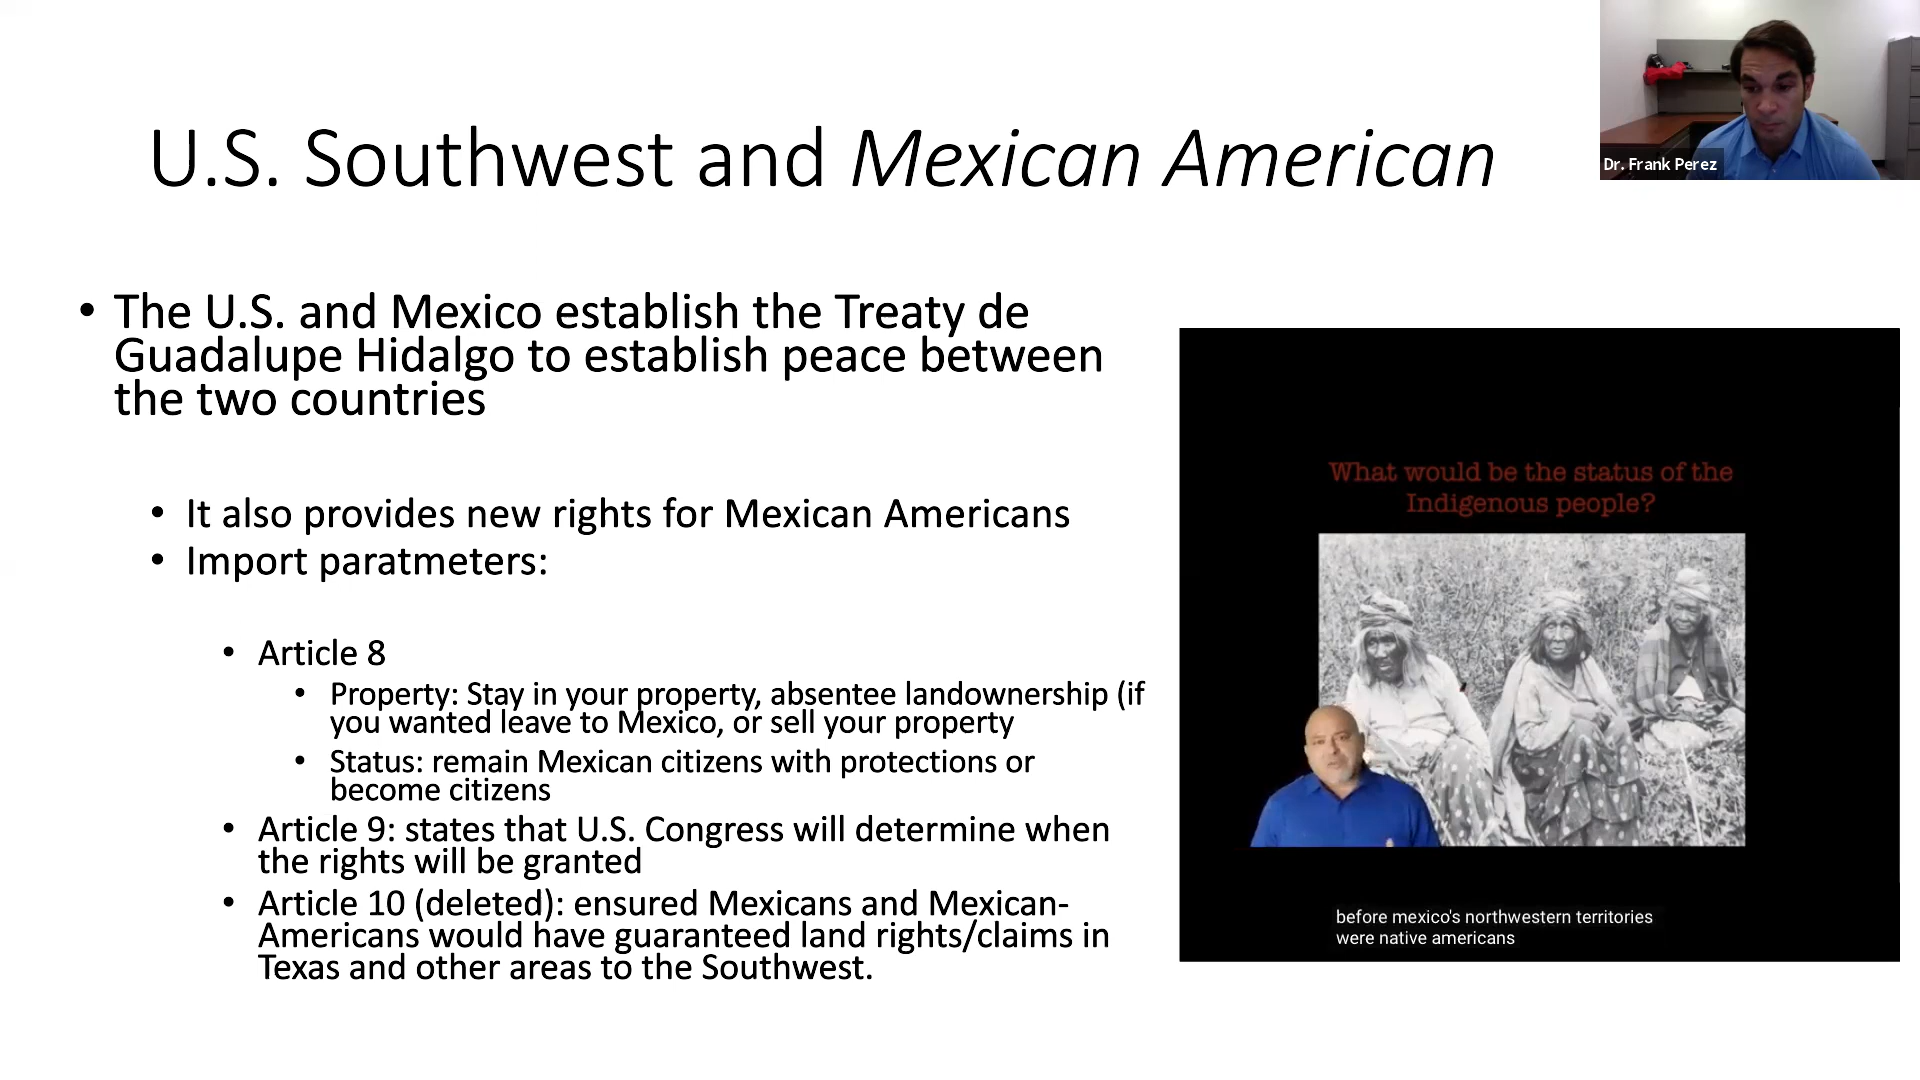 U.S. Southwest and Mexican American
Dr. Frank Perez
• The U.S. and Mexico establish the Treaty de
Guadalupe Hidalgo to establish peace between
the two countries
• It also provides new rights for Mexican Americans
• Import paratmeters:
• Article 8
• Property: Stay in your property, absentee landownership (if
you wanted leave to Mexico, or sell your property
• Status: remain Mexican citizens with protections or
become citizens
• Article 9: states that U.S. Congress will determine when
the rights will be granted
• Article 10 (deleted): ensured Mexicans and Mexican-
Americans would have guaranteed land rights/claims in
Texas and other areas to the Southwest.
What would be the status of the
Indigenous people?
before mexico's northwestern territories
were native americans